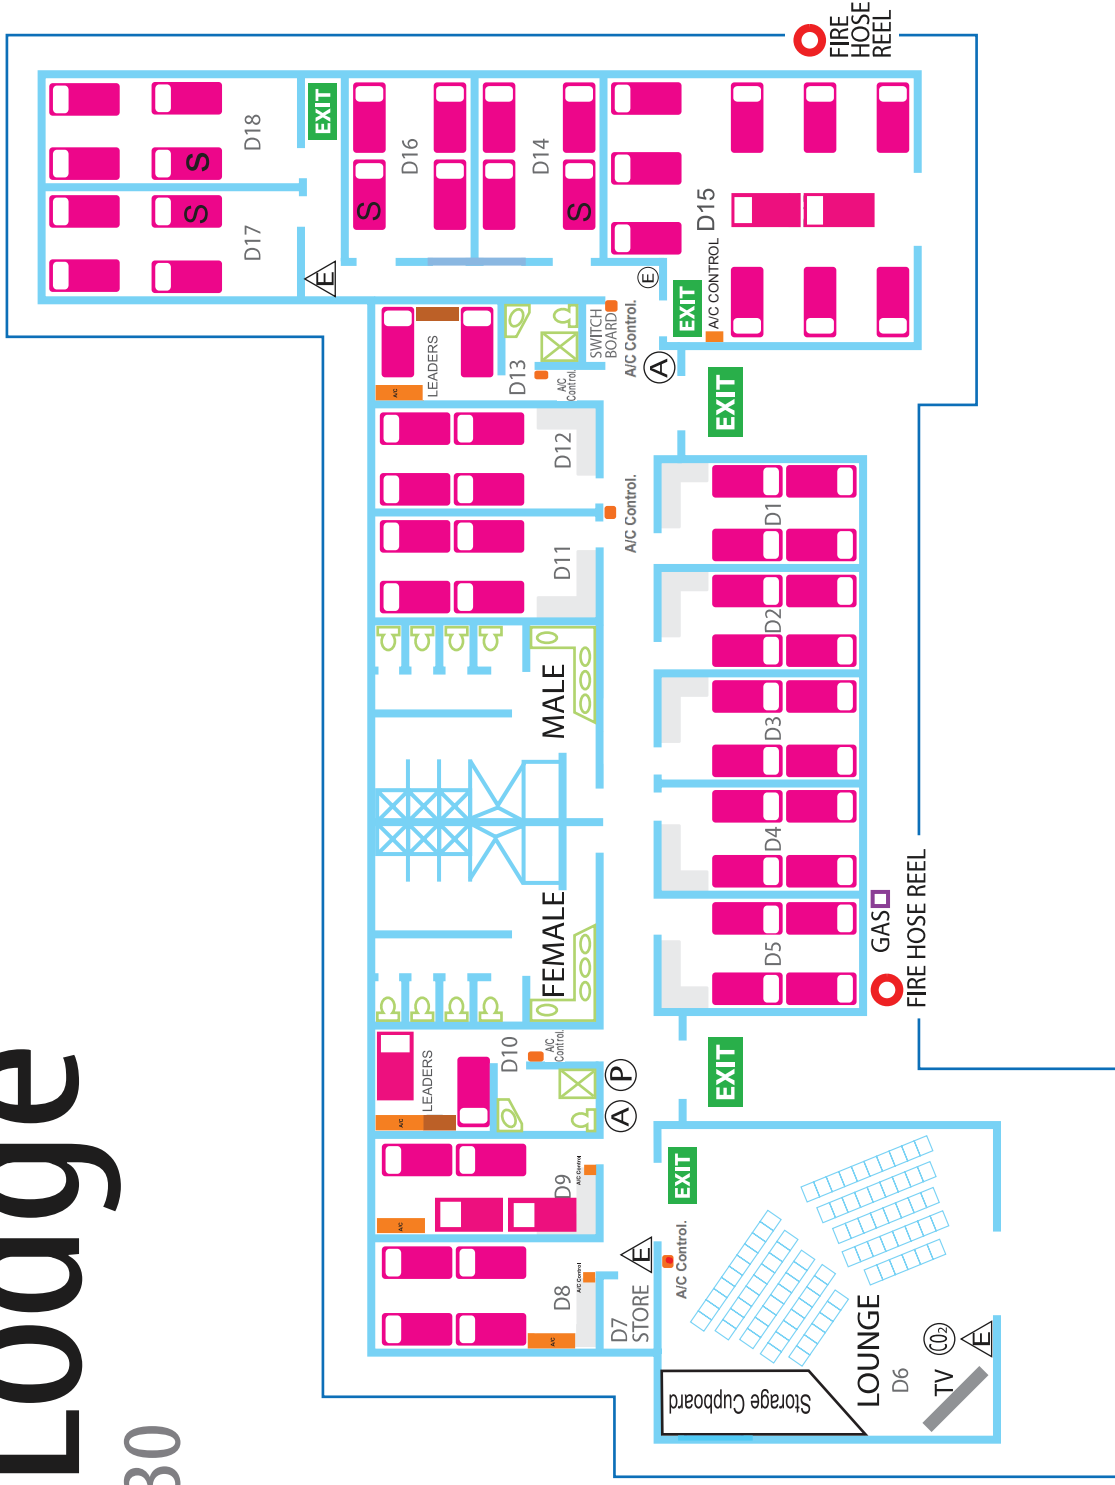 Lodge
30
FIRE
HOSE
REEL
D18
S
EXIT
D17
S
E
D16
S
D14
S
D15
A/C CONTROL
EXIT
E
LEADERS
A/C
D13
A/C
Control.
SWITCH
BOARD
A/C Control.
A
EXIT
D12
D11
A/C Control.
D1
D2
D3
D4
D5
MALE
FEMALE
GAS
FIRE HOSE REEL
LEADERS
A/C
D10
A/C
Control.
P
A
EXIT
EXIT
D9
A/C Control
A/C
D8
A/C Control
A/C
D7
STORE
E
A/C Control.
Storage Cupboard
LOUNGE
D6
TV
CO2
E